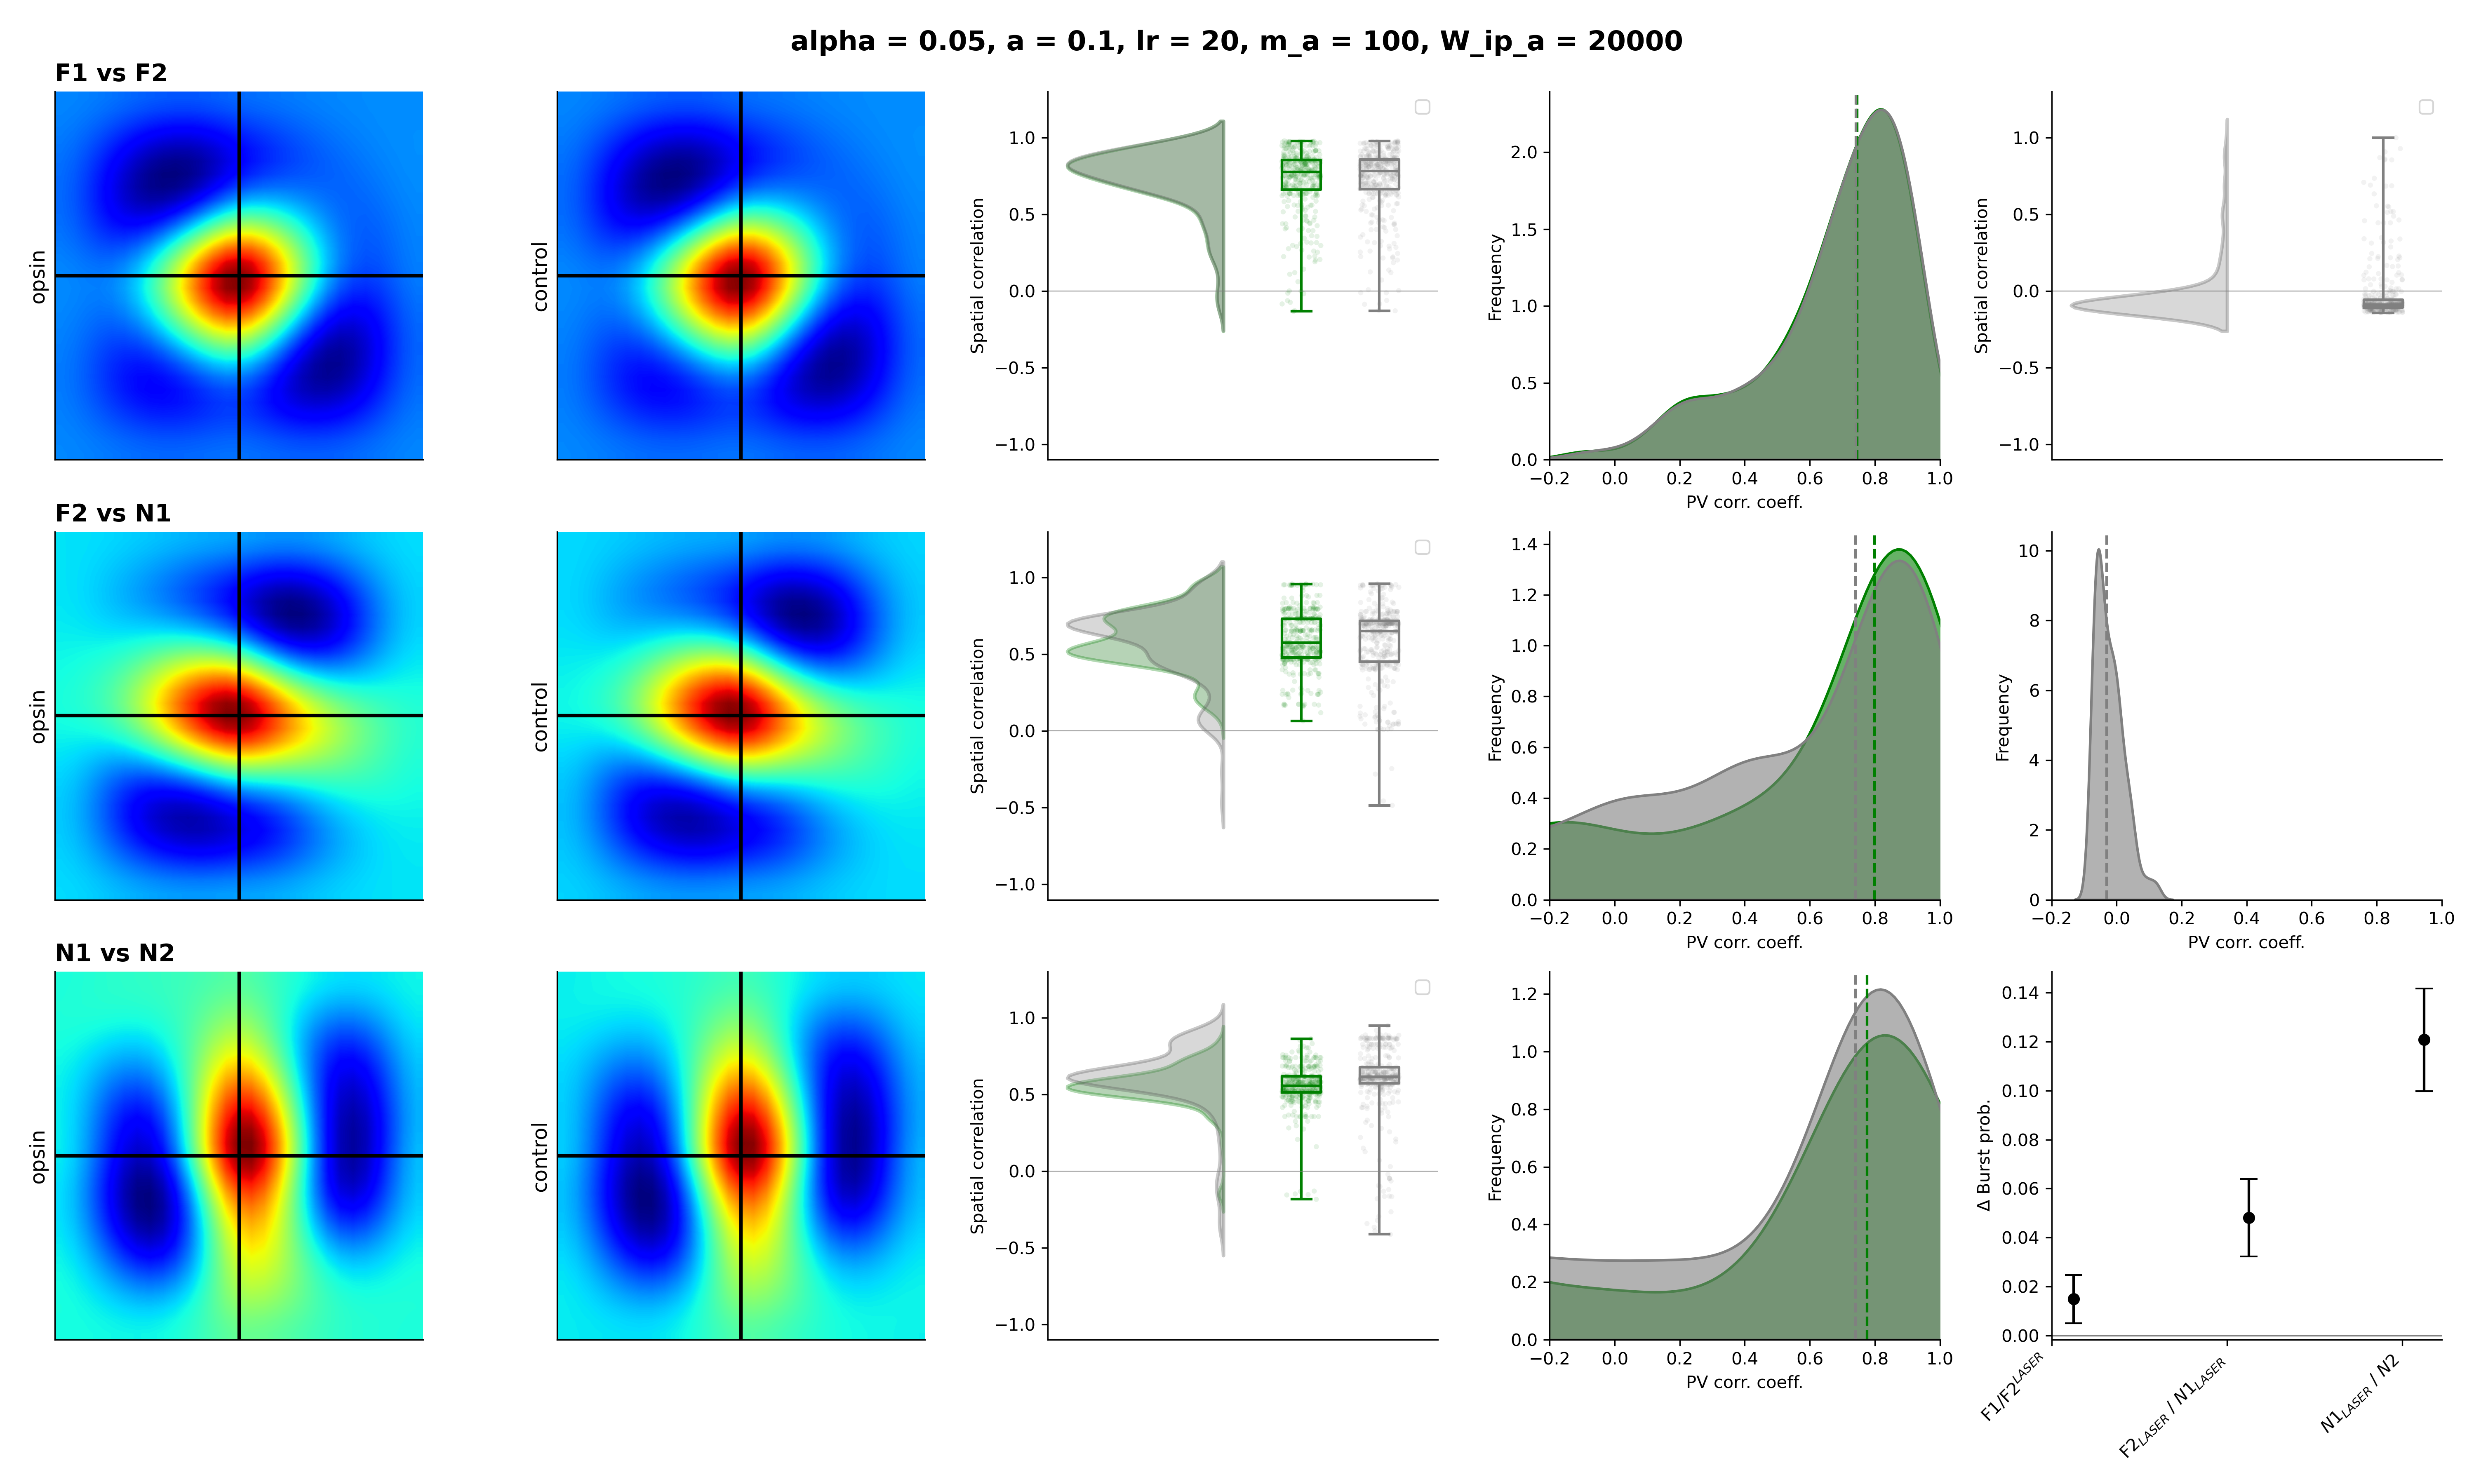 alpha = 0.05, a = 0.1, lr = 20, m_a = 100, W_ip_a = 20000
F1 vs F2
opsin
control
Spatial correlation
1.0
0.5
0.0
−0.5
−1.0
Frequency
2.0
1.5
1.0
0.5
0.0
−0.2 0.0 0.2 0.4 0.6 0.8 1.0
PV corr. coeff.
Spatial correlation
1.0
0.5
0.0
−0.5
−1.0
F2 vs N1
opsin
control
Spatial correlation
1.0
0.5
0.0
−0.5
−1.0
Frequency
1.4
1.2
1.0
0.8
0.6
0.4
0.2
0.0
−0.2 0.0 0.2 0.4 0.6 0.8 1.0
PV corr. coeff.
Frequency
10
8
6
4
2
0
−0.2 0.0 0.2 0.4 0.6 0.8 1.0
PV corr. coeff.
N1 vs N2
opsin
control
Spatial correlation
1.0
0.5
0.0
−0.5
−1.0
Frequency
1.2
1.0
0.8
0.6
0.4
0.2
0.0
−0.2 0.0 0.2 0.4 0.6 0.8 1.0
PV corr. coeff.
Δ Burst prob.
0.14
0.12
0.10
0.08
0.06
0.04
0.02
0.00
F1/F2^LASER
F2_LASER / N1_LASER
N1_LASER / N2